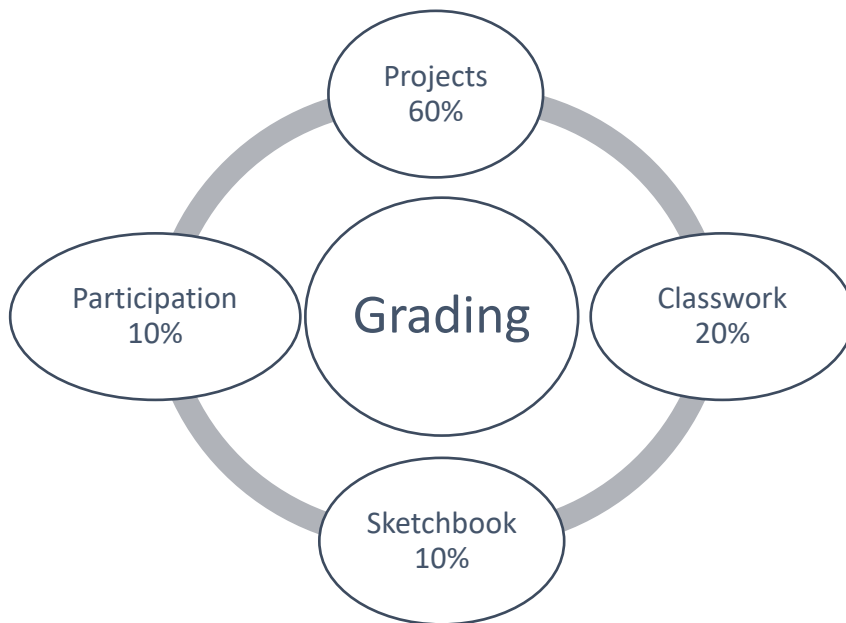 Projects
60%
Participation
10%
Grading
Classwork
20%
Sketchbook
10%